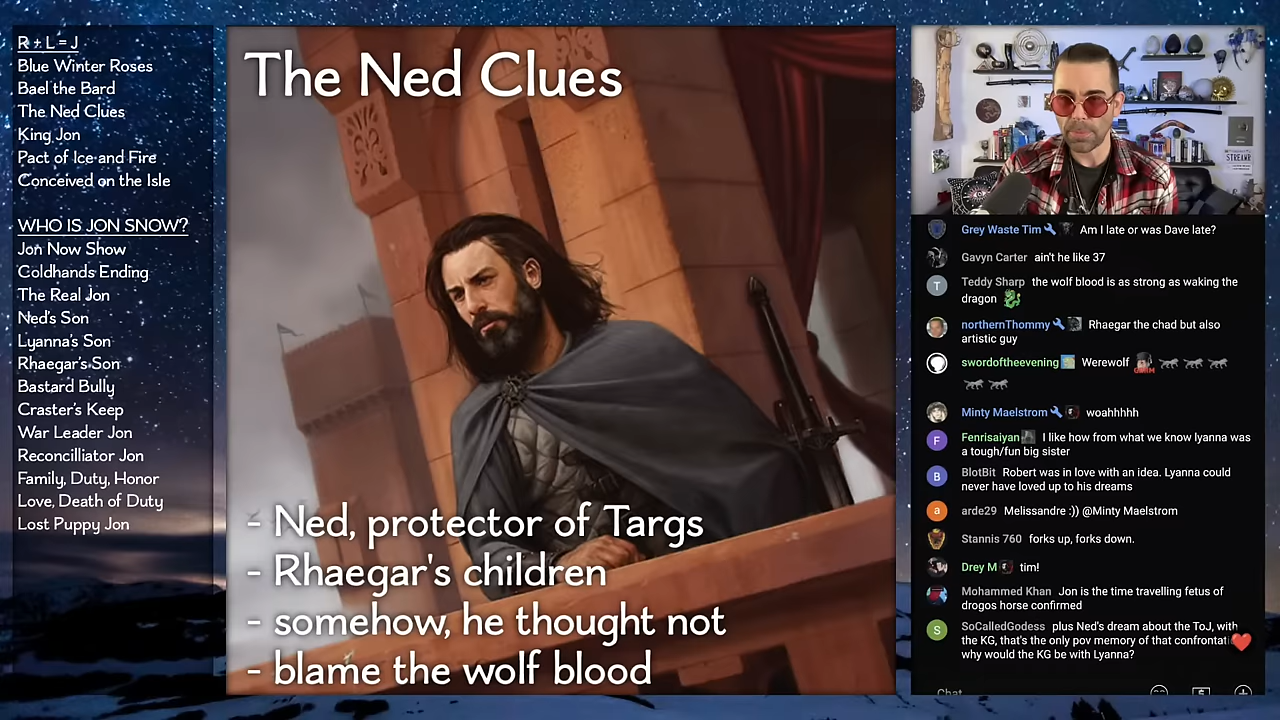 R + L = J
Blue Winter Roses
Bael the Bard
The Ned Clues
King Jon
Pact of Ice and Fire
Conceived on the Isle
WHO IS JON SNOW?
Jon Now Show
Coldhands Ending
The Real Jon
Ned's Son
Lyanna's Son
Rhaegar's Son
Bastard Bully
Craster's Keep
War Leader Jon
Reconcilliator Jon
Family, Duty, Honor
Love, Death of Duty
Lost Puppy Jon
The Ned Clues
- Ned, protector of Targs
- Rhaegar's children
- somehow, he thought not
- blame the wolf blood
STREAMR
Grey Waste Tim Am I late or was Dave late?
Gavyn Carter ain't he like 37
T
Teddy Sharp the wolf blood is as strong as waking the
dragon
northernThommy Rhaegar the chad but also
artistic guy
swordoftheevening Werewolf
Minty Maelstrom woahhhhh
F
Fenrisaiyan I like how from what we know lyanna was
a tough/fun big sister
B
BlotBit Robert was in love with an idea. Lyanna could
never have loved up to his dreams
a
arde29 Melissandre :)) @Minty Maelstrom
Stannis 760 forks up, forks down.
Drey M tim!
Mohammed Khan Jon is the time travelling fetus of
drogos horse confirmed
S
SoCalledGodess plus Ned's dream about the ToJ, with
the KG, that's the only pov memory of that confrontati
why would the KG be with Lyanna?
Chat